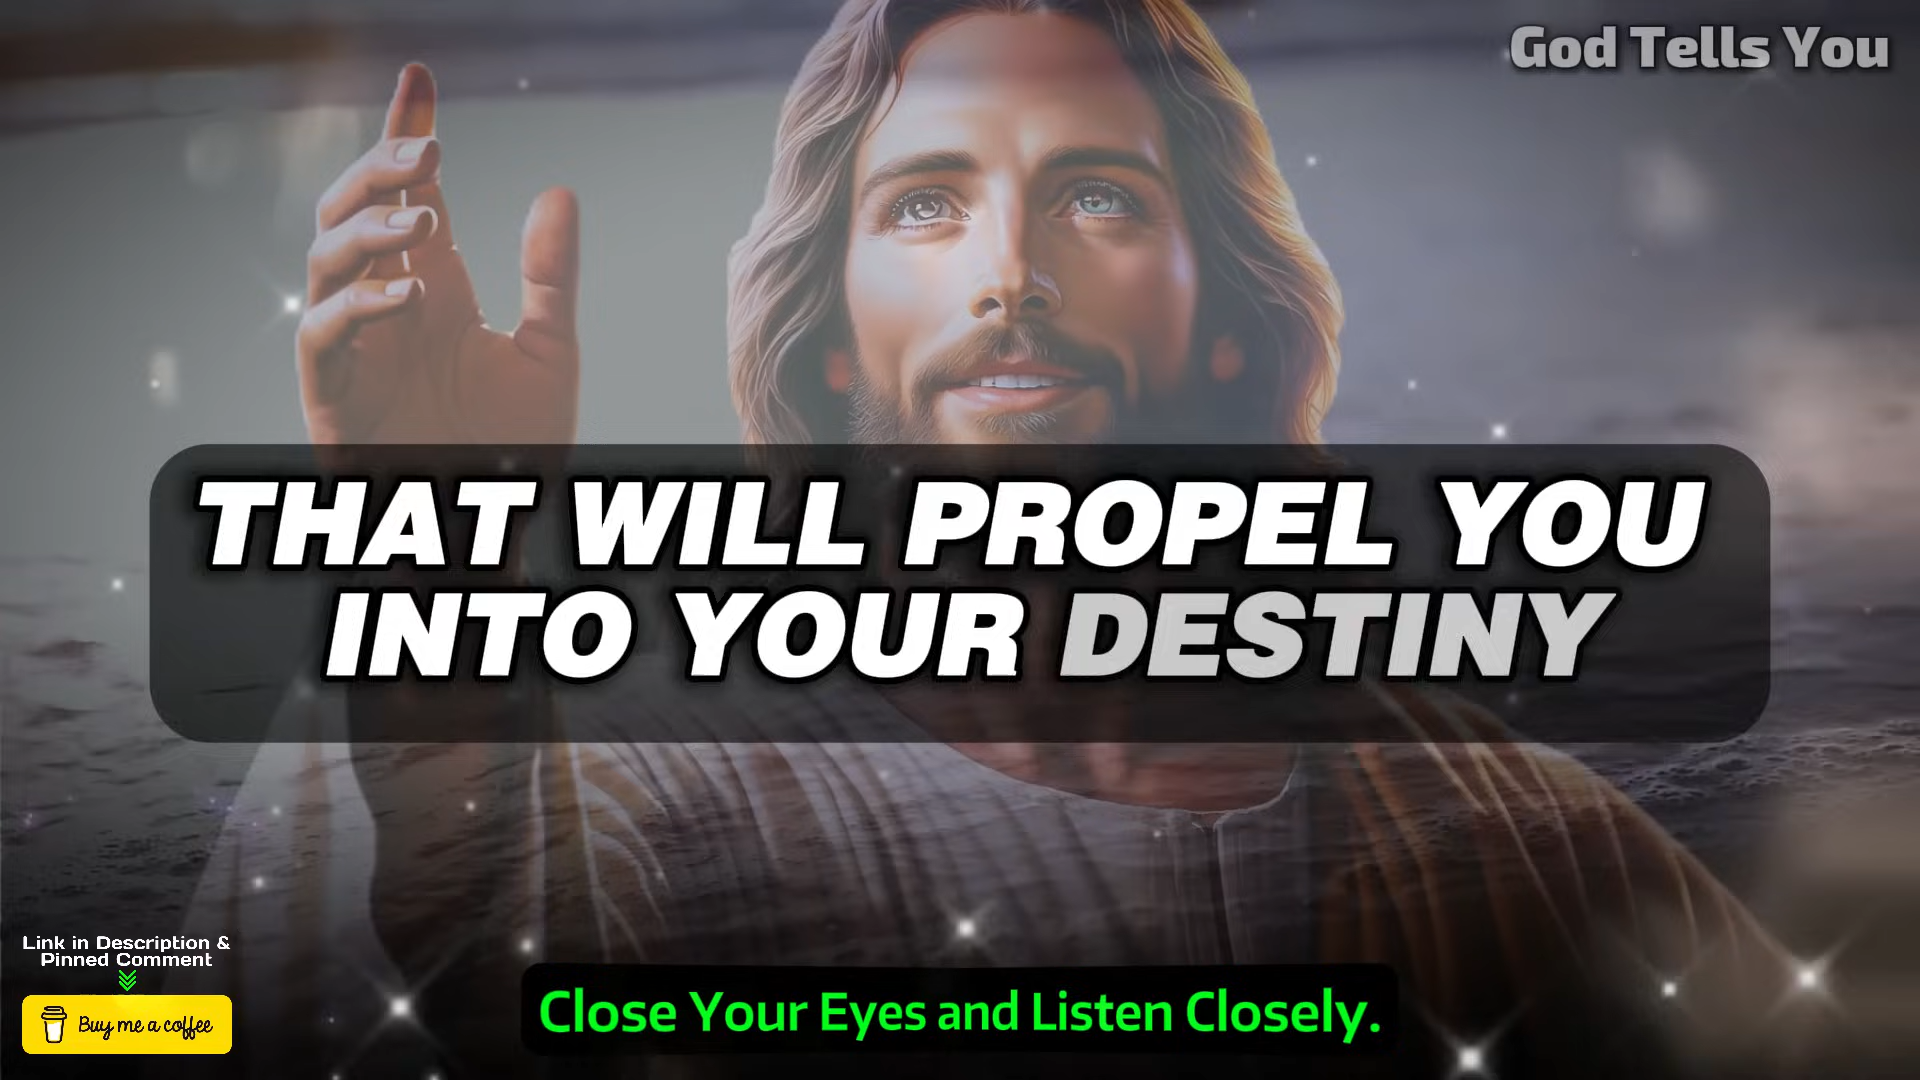 God Tells You
THAT WILL PROPEL YOU
INTO YOUR DESTINY
Link in Description &
Pinned Comment
Buy me a coffee
Close Your Eyes and Listen Closely.